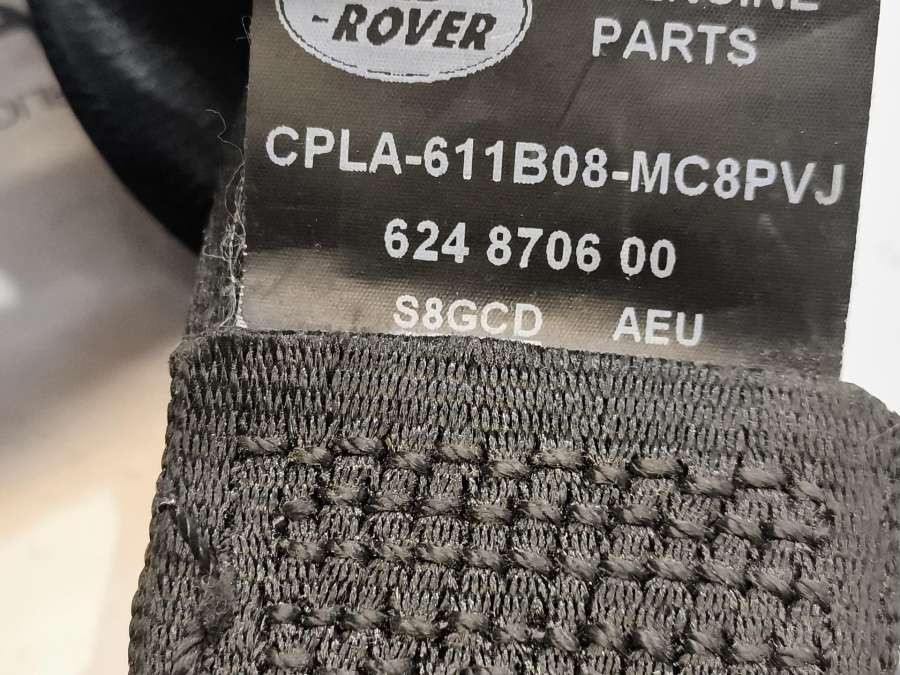 -ROVER
PARTS
CPLA-611B08-MC8PVJ
624 8706 00
S8GCD AEU